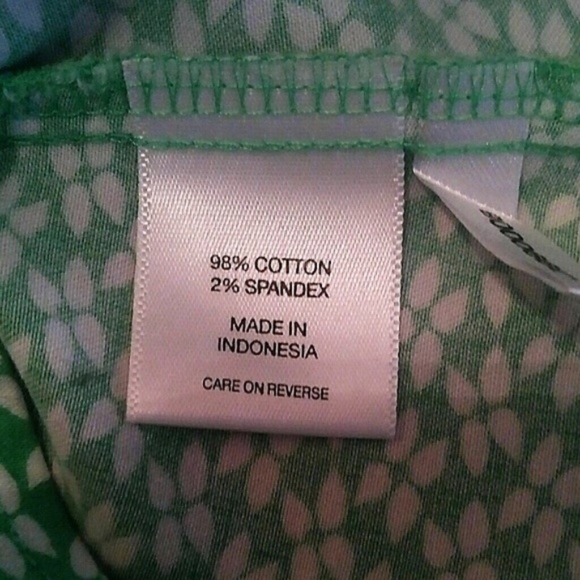 98% COTTON
2% SPANDEX
MADE IN
INDONESIA
CARE ON REVERSE